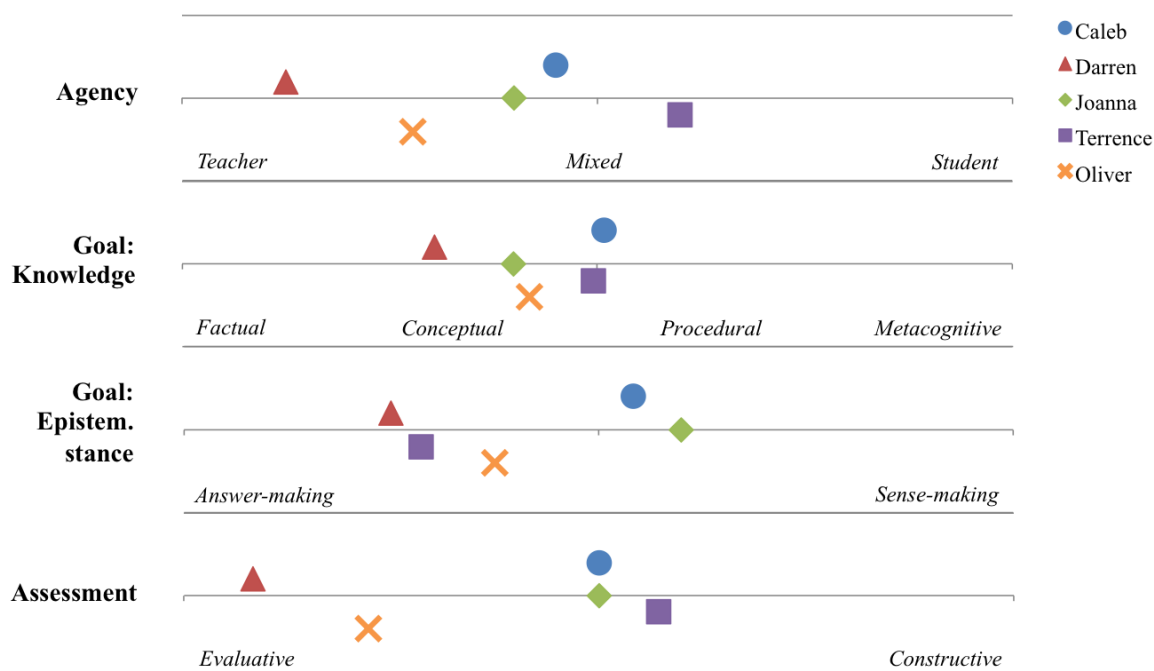 Caleb
Darren
Joanna
Terrence
Oliver
Agency
Teacher Mixed Student
Goal:
Knowledge
Factual Conceptual Procedural Metacognitive
Goal:
Epistem.
stance
Answer-making Sense-making
Assessment
Evaluative Constructive